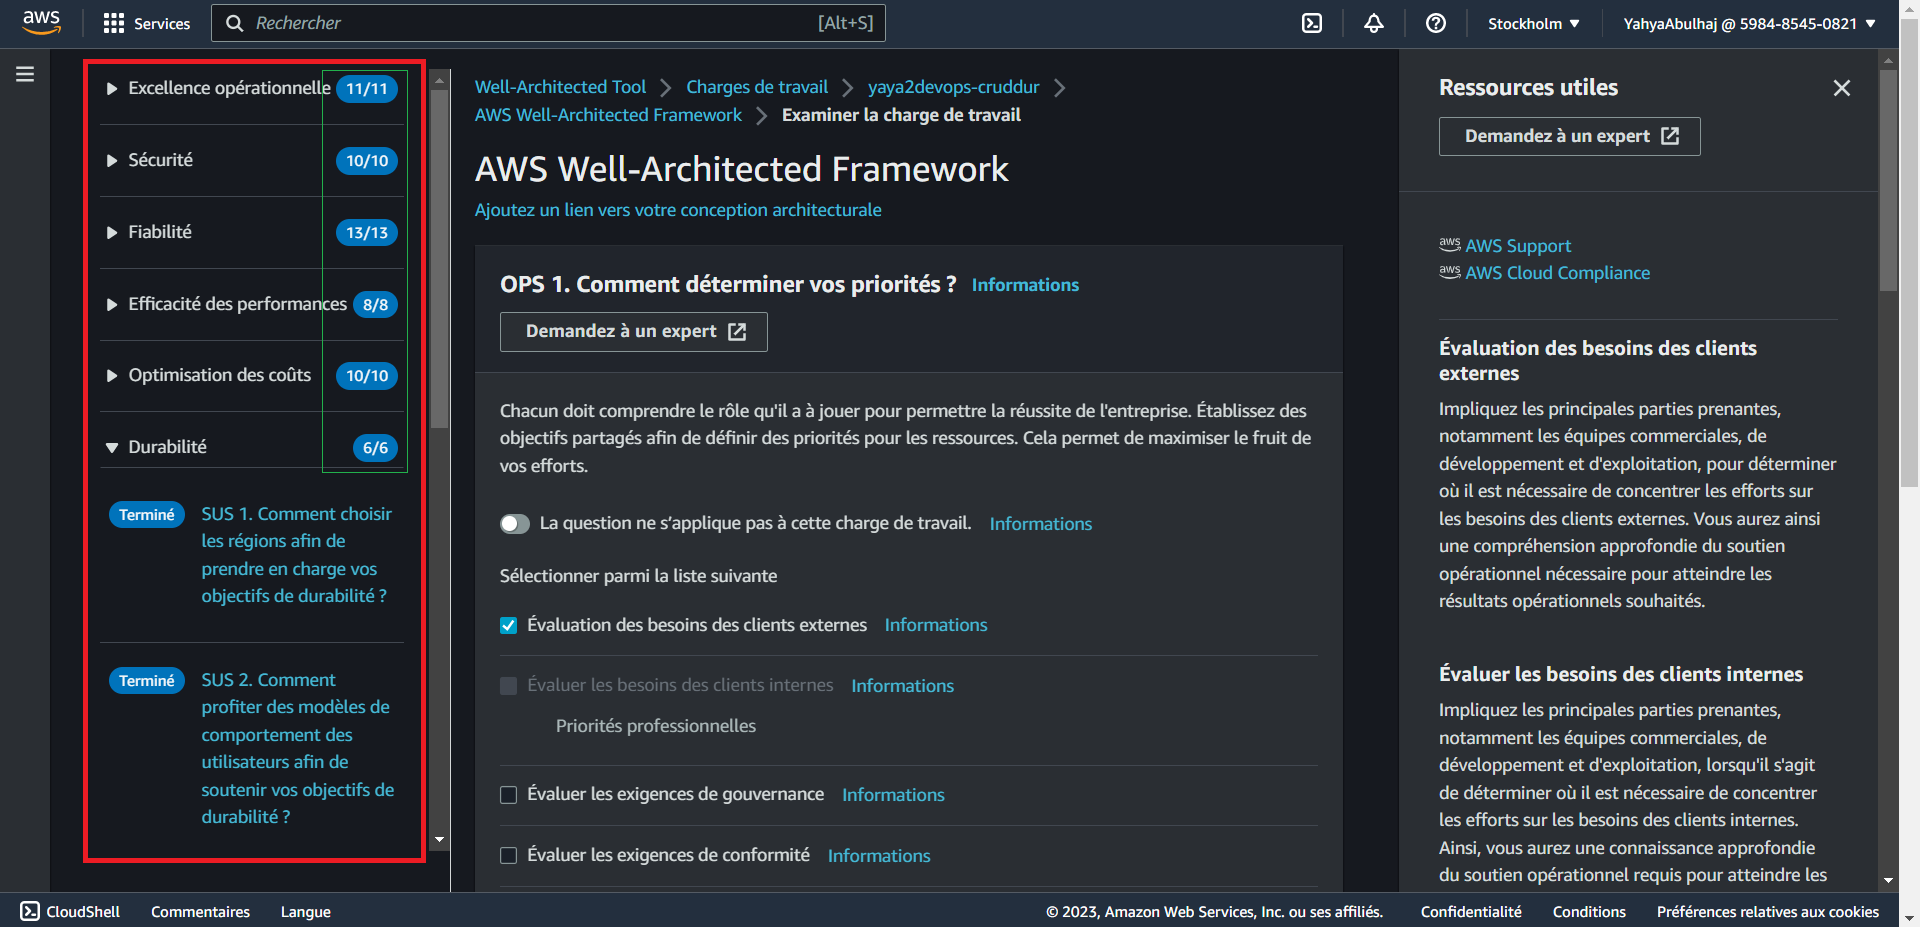 aws
Services
Rechercher
[Alt+S]
Stockholm
YahyaAbulhaj @ 5984-8545-0821
Excellence opérationnelle 11/11
Sécurité 10/10
Fiabilité 13/13
Efficacité des performances 8/8
Optimisation des coûts 10/10
Durabilité 6/6
Terminé
SUS 1. Comment choisir
les régions afin de
prendre en charge vos
objectifs de durabilité ?
Terminé
SUS 2. Comment
profiter des modèles de
comportement des
utilisateurs afin de
soutenir vos objectifs de
durabilité ?
Well-Architected Tool
Charges de travail
yaya2devops-cruddur
AWS Well-Architected Framework
Examiner la charge de travail
AWS Well-Architected Framework
Ajoutez un lien vers votre conception architecturale
OPS 1. Comment déterminer vos priorités ? Informations
Demandez à un expert
Chacun doit comprendre le rôle qu'il a à jouer pour permettre la réussite de l'entreprise. Établissez des
objectifs partagés afin de définir des priorités pour les ressources. Cela permet de maximiser le fruit de
vos efforts.
La question ne s’applique pas à cette charge de travail. Informations
Sélectionner parmi la liste suivante
Évaluation des besoins des clients externes Informations
Évaluer les besoins des clients internes Informations
Priorités professionnelles
Évaluer les exigences de gouvernance Informations
Évaluer les exigences de conformité Informations
Ressources utiles
Demandez à un expert
aws AWS Support
aws AWS Cloud Compliance
Évaluation des besoins des clients
externes
Impliquez les principales parties prenantes,
notamment les équipes commerciales, de
développement et d'exploitation, pour déterminer
où il est nécessaire de concentrer les efforts sur
les besoins des clients externes. Vous aurez ainsi
une compréhension approfondie du soutien
opérationnel nécessaire pour atteindre les
résultats opérationnels souhaités.
Évaluer les besoins des clients internes
Impliquez les principales parties prenantes,
notamment les équipes commerciales, de
développement et d'exploitation, lorsqu'il s'agit
de déterminer où il est nécessaire de concentrer
les efforts sur les besoins des clients internes.
Ainsi, vous aurez une connaissance approfondie
du soutien opérationnel requis pour atteindre les
CloudShell
Commentaires
Langue
© 2023, Amazon Web Services, Inc. ou ses affiliés.
Confidentialité
Conditions
Préférences relatives aux cookies